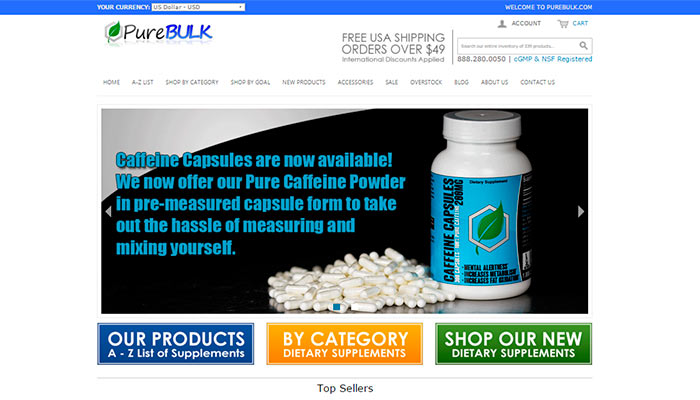 YOUR CURRENCY: US Dollar - USD
WELCOME TO PUREBULK.COM
PureBULK
FREE USA SHIPPING
ORDERS OVER $49
International Discounts Applied
ACCOUNT CART
Search our entire inventory of 335 products...
888.280.0050 | cGMP & NSF Registered
HOME A-Z LIST SHOP BY CATEGORY SHOP BY GOAL NEW PRODUCTS ACCESSORIES SALE OVERSTOCK BLOG ABOUT US CONTACT US
Caffeine Capsules are now available!
We now offer our Pure Caffeine Powder
in pre-measured capsule form to take
out the hassle of measuring and
mixing yourself.
Dietary Supplement
CAFFEINE CAPSULES
200MG
- MENTAL ALERTNESS
- INCREASES METABOLISM
- INCREASES FAT OXIDATION
OUR PRODUCTS
A - Z List of Supplements
BY CATEGORY
DIETARY SUPPLEMENTS
SHOP OUR NEW
DIETARY SUPPLEMENTS
Top Sellers